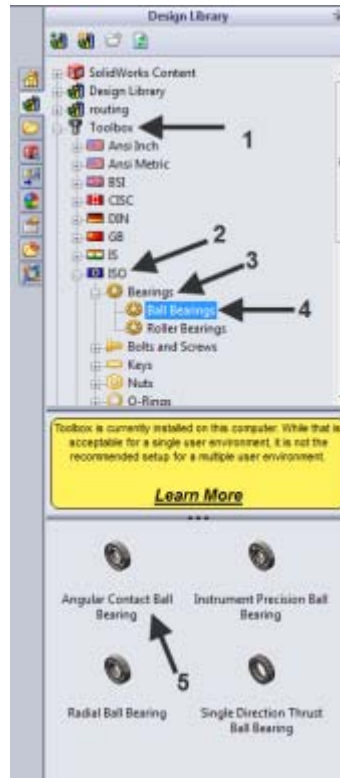 Design Library
SolidWorks Content
Design Library
routing
Toolbox
1
Ansi Inch
Ansi Metric
BSI
CISC
DIN
2
GB
IS
3
ISO
Bearings
4
Ball Bearings
Roller Bearings
Bolts and Screws
Keys
Nuts
O-Rings
Toolbox is currently installed on this computer. While that is
acceptable for a single user environment, it is not the
recommended setup for a multiple user environment.
Learn More
Angular Contact Ball
Bearing
Instrument Precision Ball
Bearing
5
Radial Ball Bearing
Single Direction Thrust
Ball Bearing